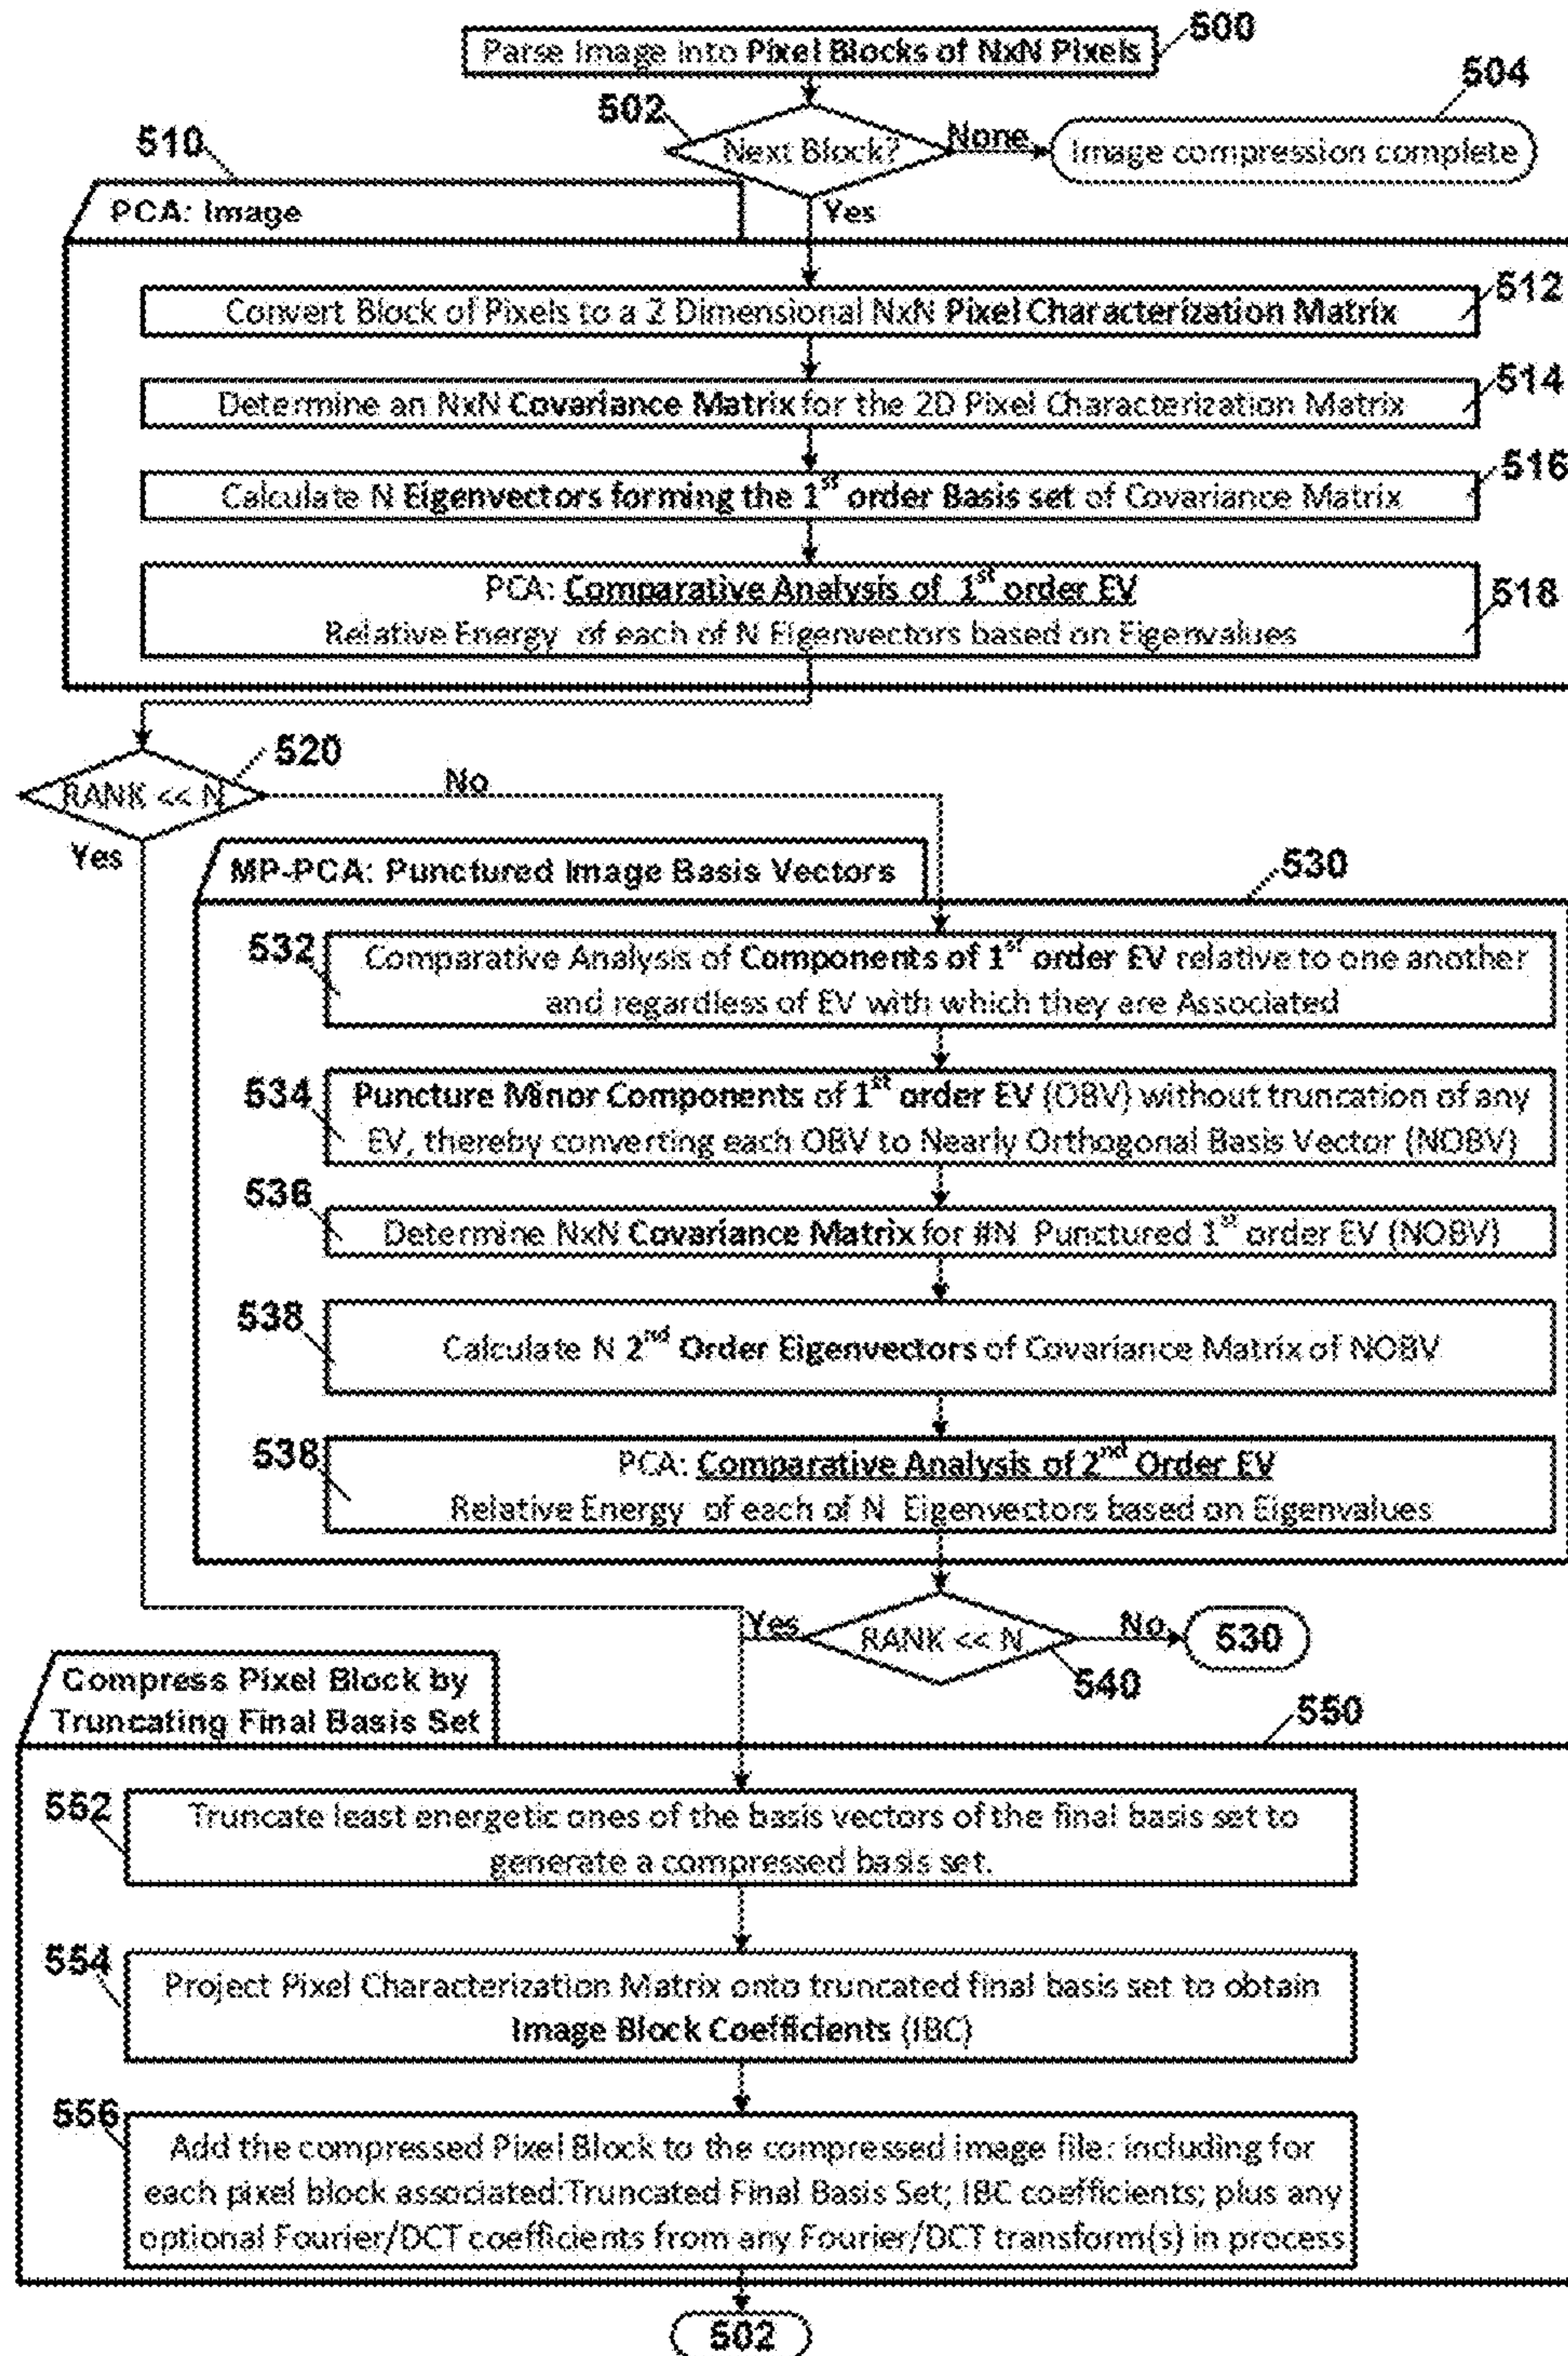 Parse Image into Pixel Blocks of NxN Pixels
500
504
502
Next Block?
None
Image compression complete
510
PCA: Image
Yes
Convert Block of Pixels to a 2 Dimensional NxN Pixel Characterization Matrix
512
Determine an NxN Covariance Matrix for the 2D Pixel Characterization Matrix
514
Calculate N Eigenvectors forming the 1st order Basis set of Covariance Matrix
516
PCA: Comparative Analysis of 1st order EV
Relative Energy of each of N Eigenvectors based on Eigenvalues
518
520
RANK << N
No
Yes
MP-PCA: Punctured Image Basis Vectors
530
532
Comparative Analysis of Components of 1st order EV relative to one another
and regardless of EV with which they are Associated
534
Puncture Minor Components of 1st order EV (OBV) without truncation of any
EV, thereby converting each OBV to Nearly Orthogonal Basis Vector (NOBV)
536
Determine NxN Covariance Matrix for #N Punctured 1st order EV (NOBV)
538
Calculate N 2nd Order Eigenvectors of Covariance Matrix of NOBV
538
PCA: Comparative Analysis of 2nd Order EV
Relative Energy of each of N Eigenvectors based on Eigenvalues
Yes
RANK << N
No
530
540
Compress Pixel Block by
Truncating Final Basis Set
550
552
Truncate least energetic ones of the basis vectors of the final basis set to
generate a compressed basis set.
554
Project Pixel Characterization Matrix onto truncated final basis set to obtain
Image Block Coefficients (IBC)
556
Add the compressed Pixel Block to the compressed image file: including for
each pixel block associated:Truncated Final Basis Set; IBC coefficients; plus any
optional Fourier/DCT coefficients from any Fourier/DCT transform(s) in process
502